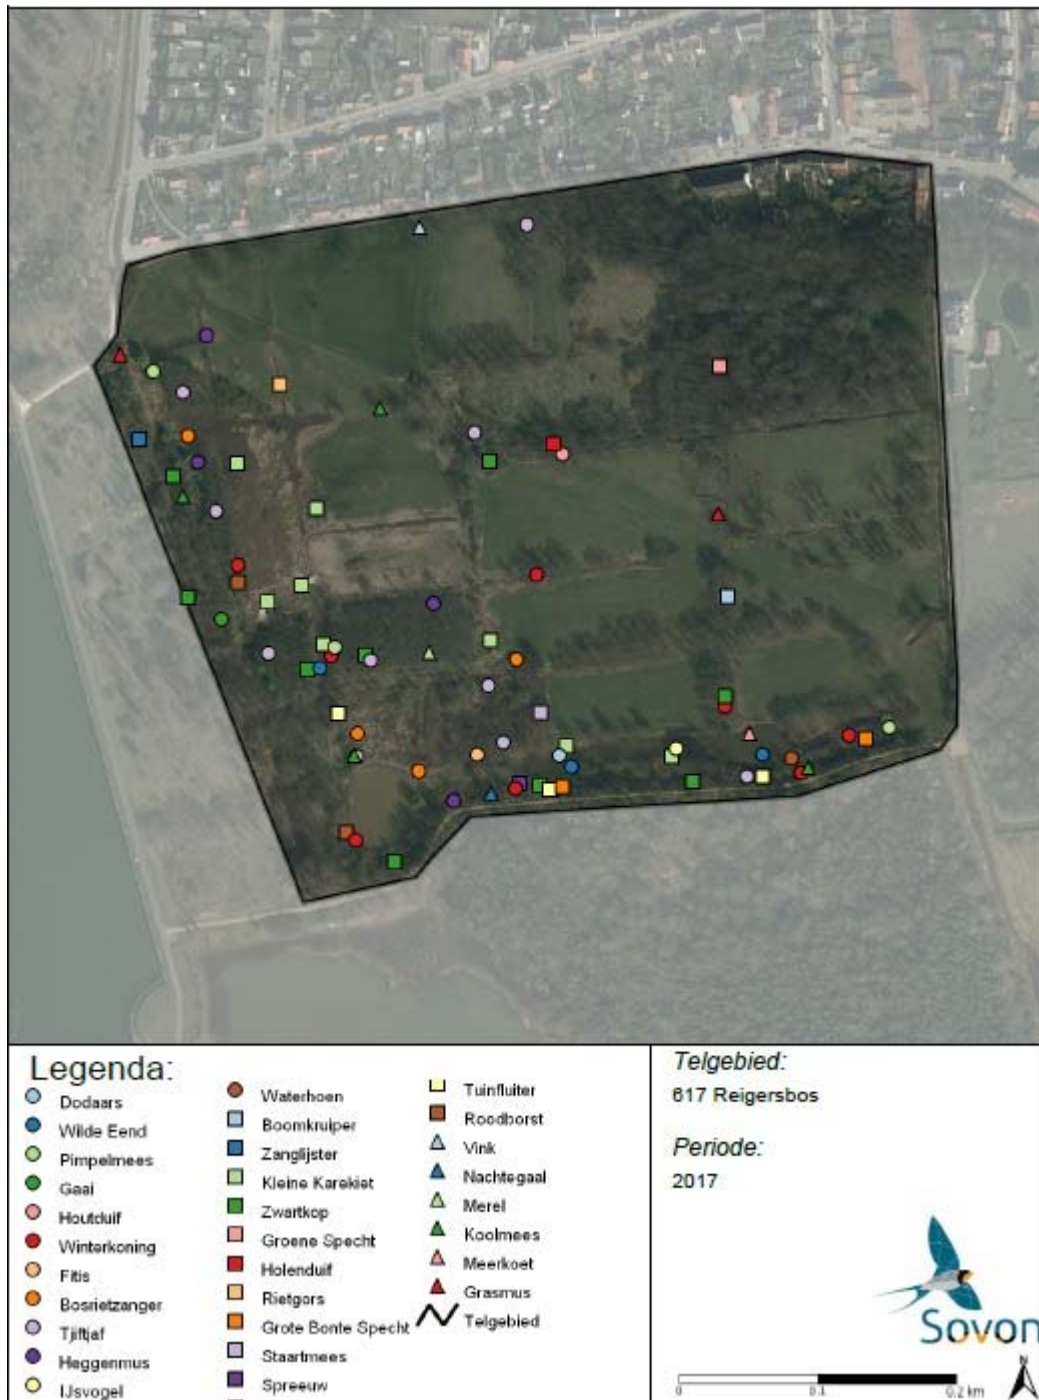 Legenda:
Dodaars
Wilde Eend
Pimpelmees
Gaai
Houtduif
Winterkoning
Fitis
Bosrietzanger
Tjiftjaf
Heggenmus
IJsvogel
Waterhoen
Boomkruiper
Zanglijster
Kleine Karekiet
Zwartkop
Groene Specht
Holenduif
Rietgors
Grote Bonte Specht
Staartmees
Spreeuw
Tuinfluiter
Roodborst
Vink
Nachtegaal
Merel
Koolmees
Meerkoet
Grasmus
Telgebied
Telgebied:
617 Reigersbos
Periode:
2017
Sovon
N
0 0.1 0.2 km